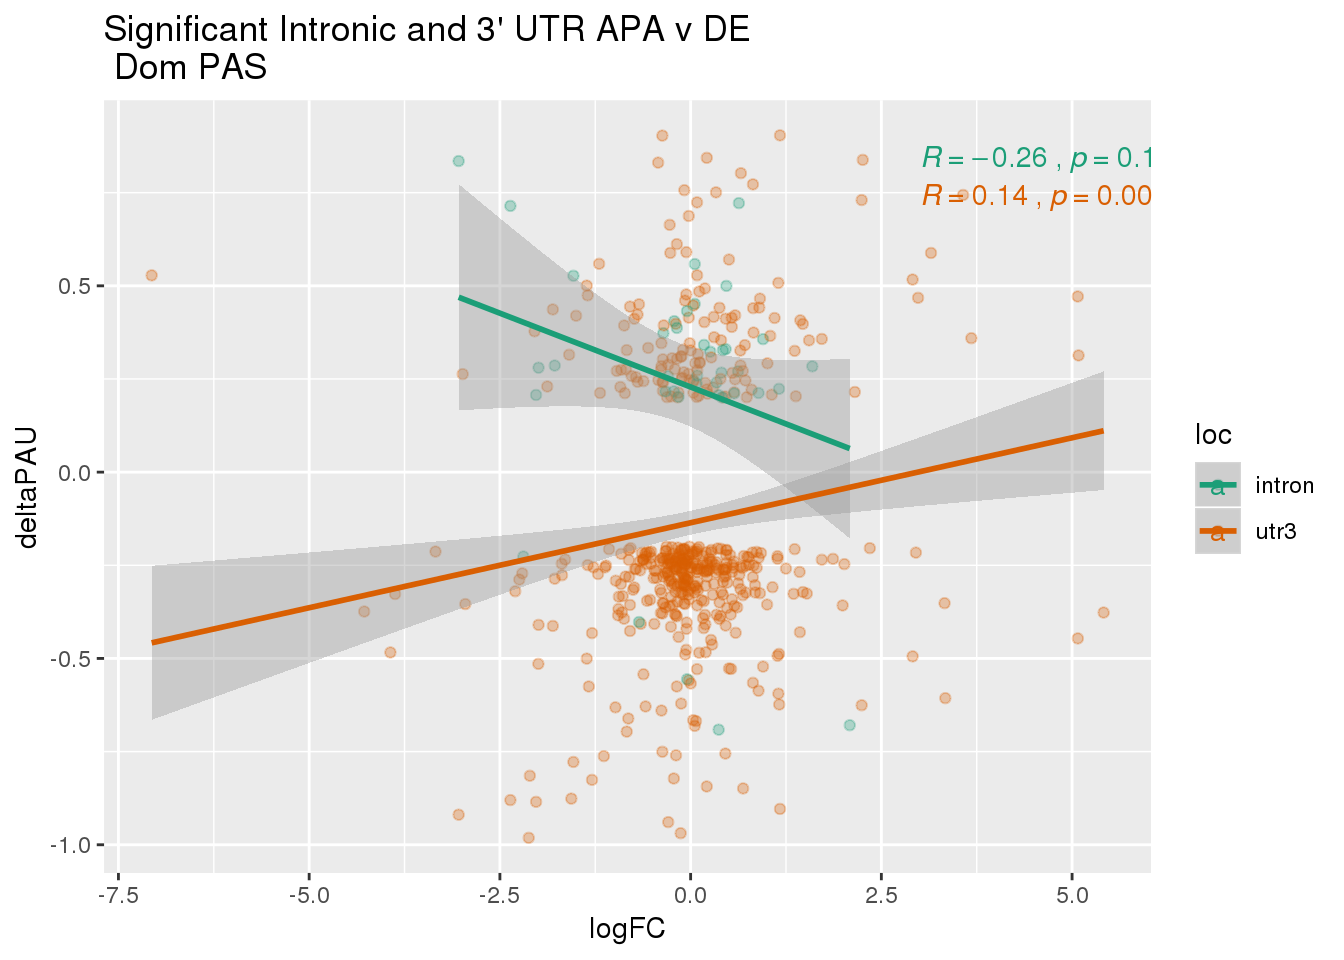 Significant Intronic and 3' UTR APA v DE
Dom PAS
R = −0.26 , p = 0.1
R = 0.14 , p = 0.00
0.5
0.0
-0.5
-1.0
deltaPAU
-7.5
-5.0
-2.5
0.0
2.5
5.0
logFC
loc
a intron
a utr3